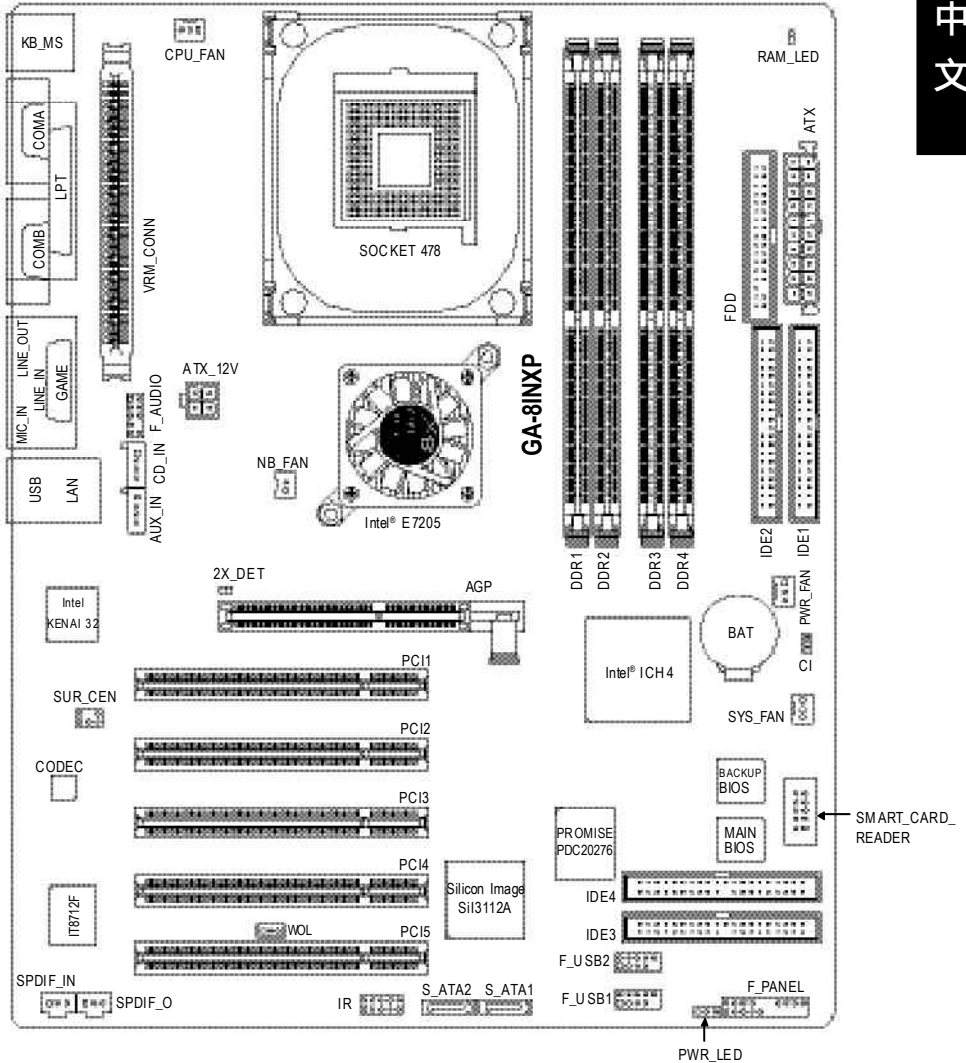 中
文
KB_MS
CPU_FAN
RAM_LED
COMA
LPT
COMB
VRM_CONN
SOCKET 478
ATX
FDD
LINE_OUT
MIC_IN
LINE_IN
GAME
F_AUDIO
ATX_12V
GA-8INXP
CD_IN
NB_FAN
USB
LAN
AUX_IN
Intel® E7205
IDE2
IDE1
DDR1
DDR2
DDR3
DDR4
2X_DET
AGP
PWR_FAN
Intel
KENAI 32
BAT
CI
PCI1
Intel® ICH4
SUR_CEN
SYS_FAN
PCI2
CODEC
BACKUP
BIOS
PCI3
SMART_CARD_
READER
PROMISE
PDC20276
MAIN
BIOS
PCI4
Silicon Image
SiI3112A
IDE4
IT8712F
WOL
PCI5
IDE3
F_USB2
SPDIF_IN
SPDIF_O
IR
S_ATA2
S_ATA1
F_USB1
F_PANEL
PWR_LED